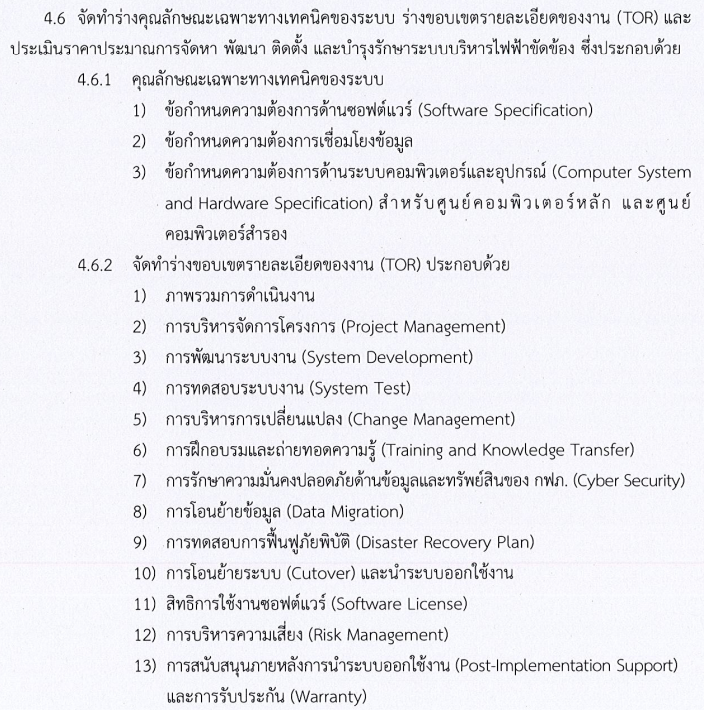 4.6 จัดทำร่างคุณลักษณะเฉพาะทางเทคนิคของระบบ ร่างขอบเขตรายละเอียดของงาน (TOR) และ
ประเมินราคาประมาณการจัดหา พัฒนา ติดตั้ง และบำรุงรักษาระบบบริหารไฟฟ้าขัดข้อง ซึ่งประกอบด้วย
4.6.1 คุณลักษณะเฉพาะทางเทคนิคของระบบ
1) ข้อกำหนดความต้องการด้านซอฟต์แวร์ (Software Specification)
2) ข้อกำหนดความต้องการเชื่อมโยงข้อมูล
3) ข้อกำหนดความต้องการด้านระบบคอมพิวเตอร์และอุปกรณ์ (Computer System
and Hardware Specification) สำหรับศูนย์คอมพิวเตอร์หลัก และศูนย์
คอมพิวเตอร์สำรอง
4.6.2 จัดทำร่างขอบเขตรายละเอียดของงาน (TOR) ประกอบด้วย
1) ภาพรวมการดำเนินงาน
2) การบริหารจัดการโครงการ (Project Management)
3) การพัฒนาระบบงาน (System Development)
4) การทดสอบระบบงาน (System Test)
5) การบริหารการเปลี่ยนแปลง (Change Management)
6) การฝึกอบรมและถ่ายทอดความรู้ (Training and Knowledge Transfer)
7) การรักษาความมั่นคงปลอดภัยด้านข้อมูลและทรัพย์สินของ กฟภ. (Cyber Security)
8) การโอนย้ายข้อมูล (Data Migration)
9) การทดสอบการฟื้นฟูภัยพิบัติ (Disaster Recovery Plan)
10) การโอนย้ายระบบ (Cutover) และนำระบบออกใช้งาน
11) สิทธิการใช้งานซอฟต์แวร์ (Software License)
12) การบริหารความเสี่ยง (Risk Management)
13) การสนับสนุนภายหลังการนำระบบออกใช้งาน (Post-Implementation Support)
และการรับประกัน (Warranty)